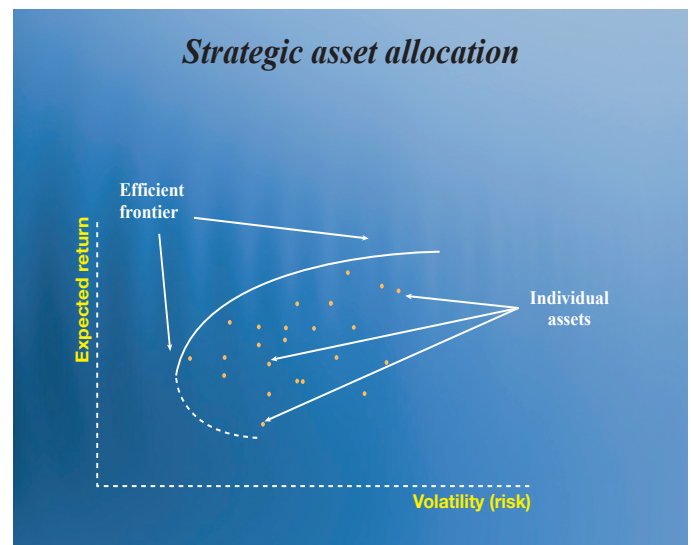 Strategic asset allocation
Efficient
frontier
Expected return
Individual
assets
Volatility (risk)